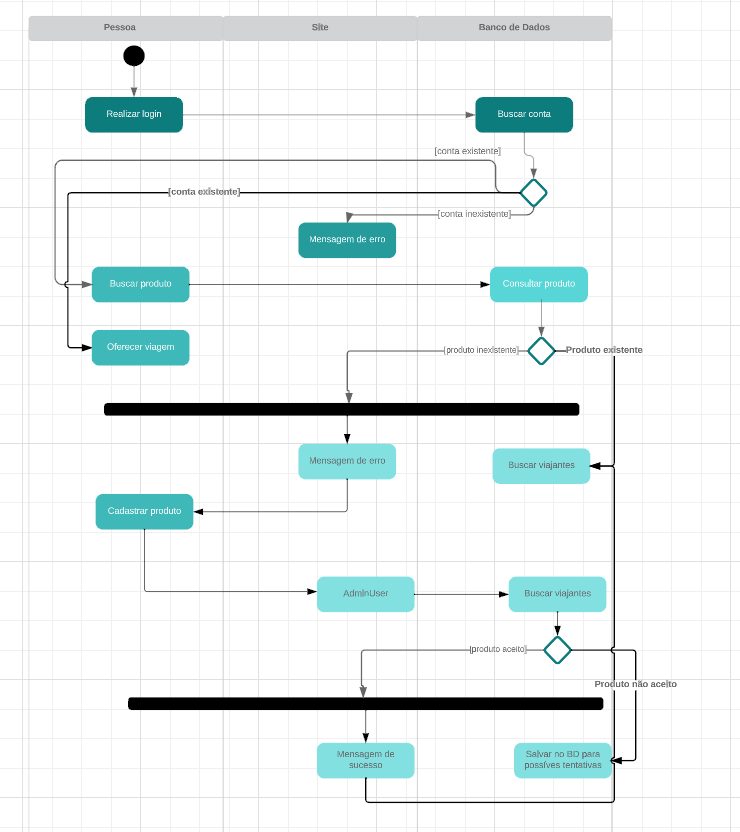 Pessoa
Site
Banco de Dados
Realizar login
Buscar conta
[conta existente]
[conta existente]
[conta inexistente]
Mensagem de erro
Buscar produto
Consultar produto
Oferecer viagem
[produto inexistente]
Produto existente
Mensagem de erro
Buscar viajantes
Cadastrar produto
AdminUser
Buscar viajantes
[produto aceito]
Produto não aceito
Mensagem de
sucesso
Salvar no BD para
possíves tentativas